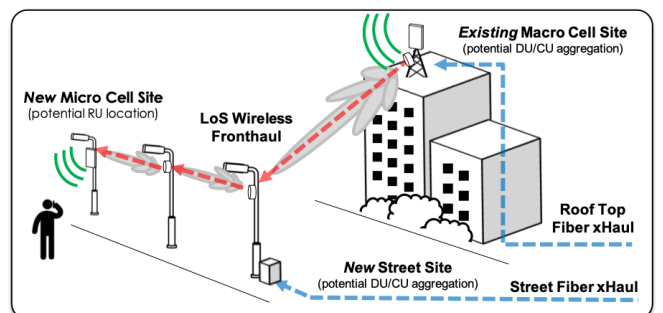 Existing Macro Cell Site
(potential DU/CU aggregation)
New Micro Cell Site
(potential RU location)
LoS Wireless
Fronthaul
Roof Top
Fiber xHaul
New Street Site
(potential DU/CU aggregation)
Street Fiber xHaul